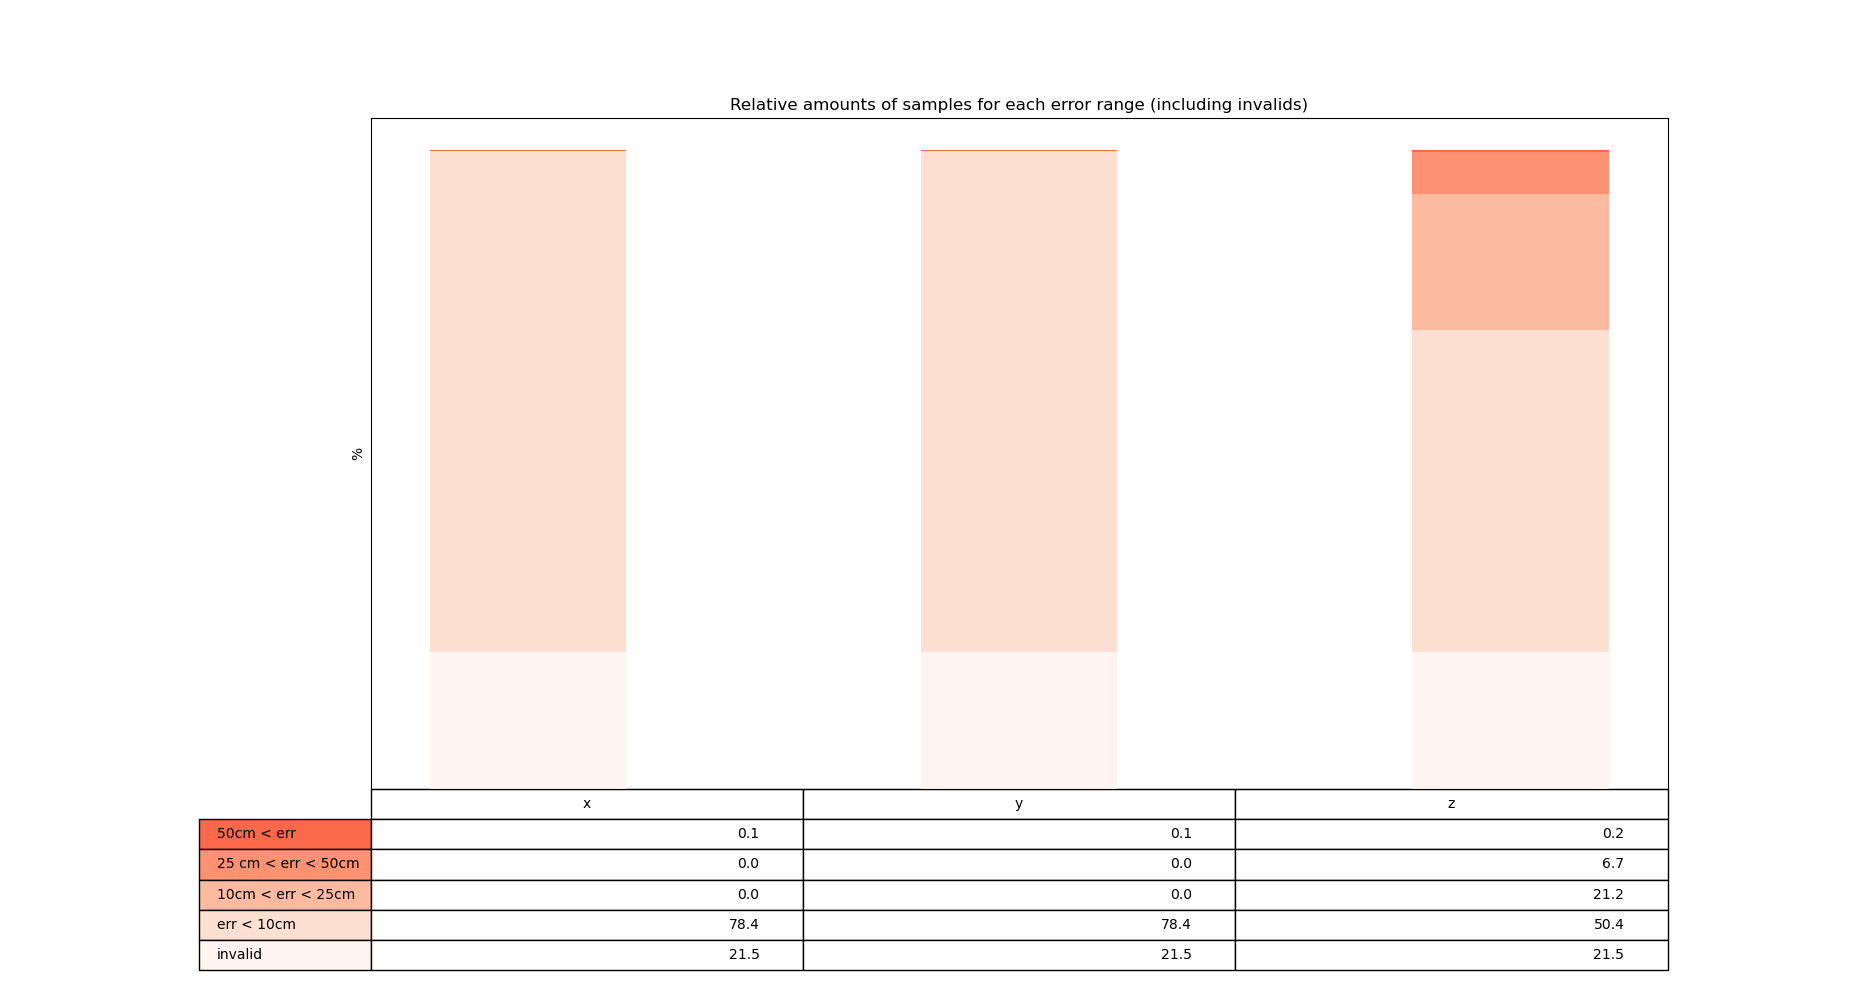 Relative amounts of samples for each error range (including invalids)
%
x y z
50cm < err 0.1 0.1 0.2
25 cm < err < 50cm 0.0 0.0 6.7
10cm < err < 25cm 0.0 0.0 21.2
err < 10cm 78.4 78.4 50.4
invalid 21.5 21.5 21.5